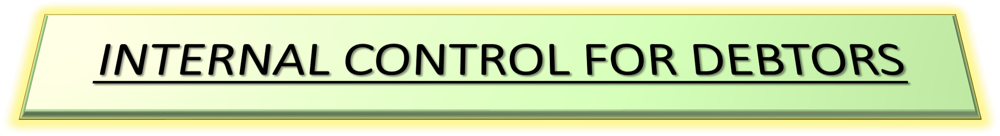 INTERNAL CONTROL FOR DEBTORS